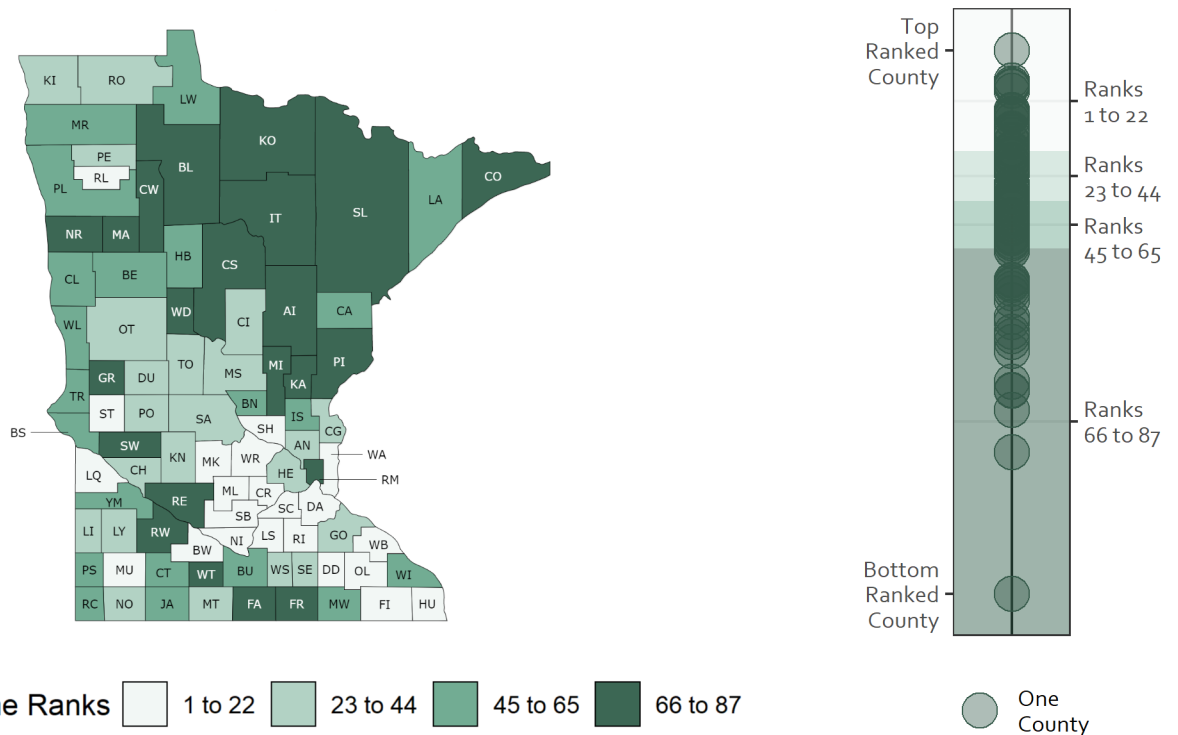 KI
RO
LW
MR
PE
RL
PL
CW
BL
KO
IT
SL
LA
CO
NR
MA
CL
BE
HB
CS
WD
WL
OT
CI
AI
CA
TO
MS
MI
KA
PI
GR
DU
TR
ST
PO
SA
BN
IS
CG
BS
SH
AN
SW
KN
MK
WR
WA
LQ
CH
HE
RM
YM
RE
ML
CR
SC
DA
SB
LI
LY
RW
NI
LS
RI
GO
BW
WB
PS
MU
CT
WT
BU
WS
SE
DD
OL
WI
RC
NO
JA
MT
FA
FR
MW
FI
HU
e Ranks
1 to 22
23 to 44
45 to 65
66 to 87
Top
Ranked
County
Ranks
1 to 22
Ranks
23 to 44
Ranks
45 to 65
Ranks
66 to 87
Bottom
Ranked
County
One
County